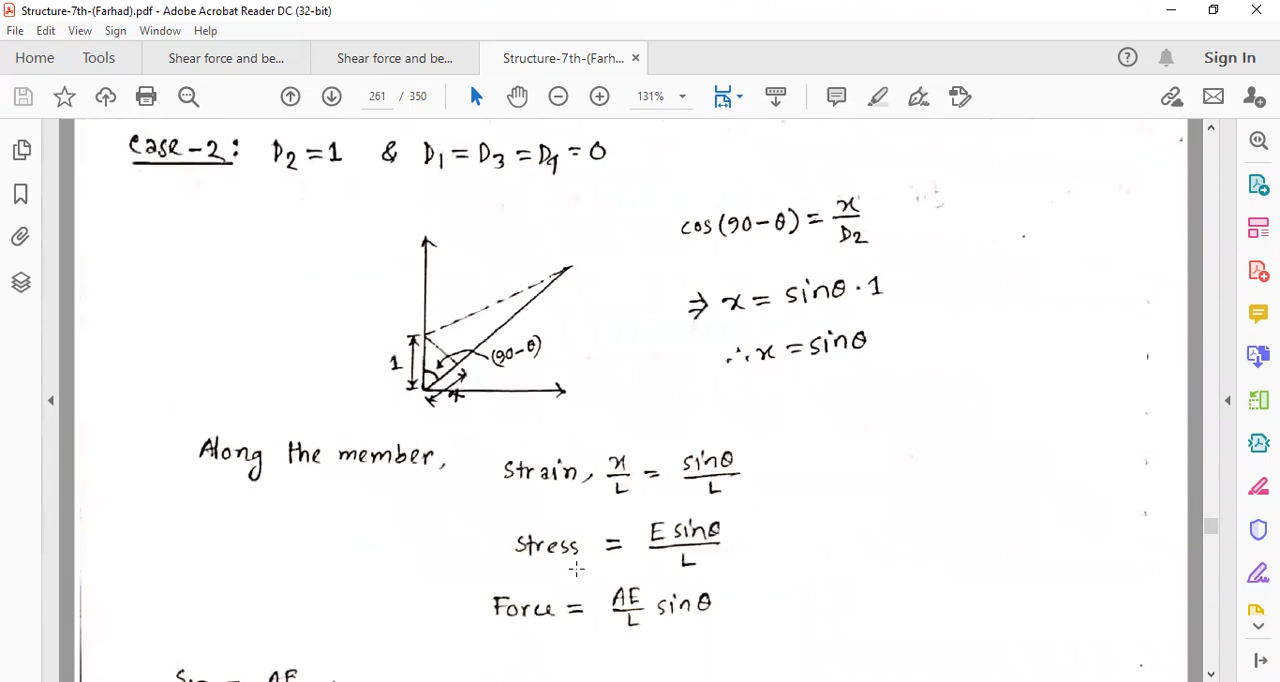 Structure-7th-(Farhad).pdf - Adobe Acrobat Reader DC (32-bit)
File Edit View Sign Window Help
Home Tools Shear force and be... Shear force and be... Structure-7th-(Farh... × Sign In
261 / 350 131%
Case-2: D2 = 1 & D1 = D3 = D4 = 0
cos(90-θ) = x/D2
⇒ x = sinθ · 1
∴ x = sinθ
1
(90-θ)
x
Along the member, Strain, x/L = sinθ/L
Stress = E sinθ/L
Force = AE/L sinθ
= AE